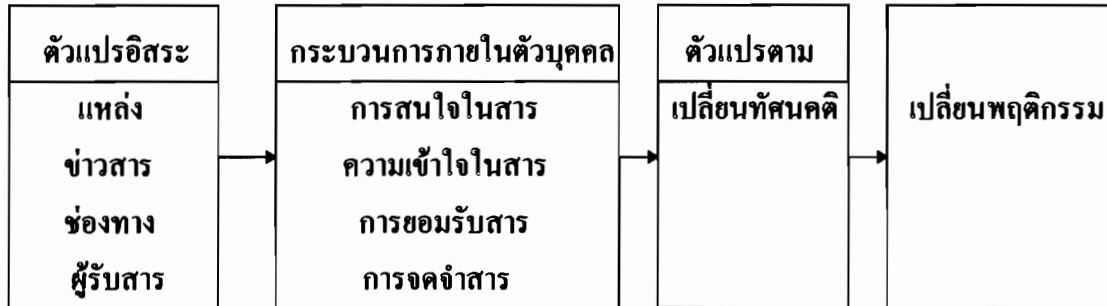 ตัวแปรอิสระ
แหล่ง
ข่าวสาร
ช่องทาง
ผู้รับสาร
กระบวนการภายในตัวบุคคล
การสนใจในสาร
ความเข้าใจในสาร
การยอมรับสาร
การจดจำสาร
ตัวแปรตาม
เปลี่ยนทัศนคติ
เปลี่ยนพฤติกรรม